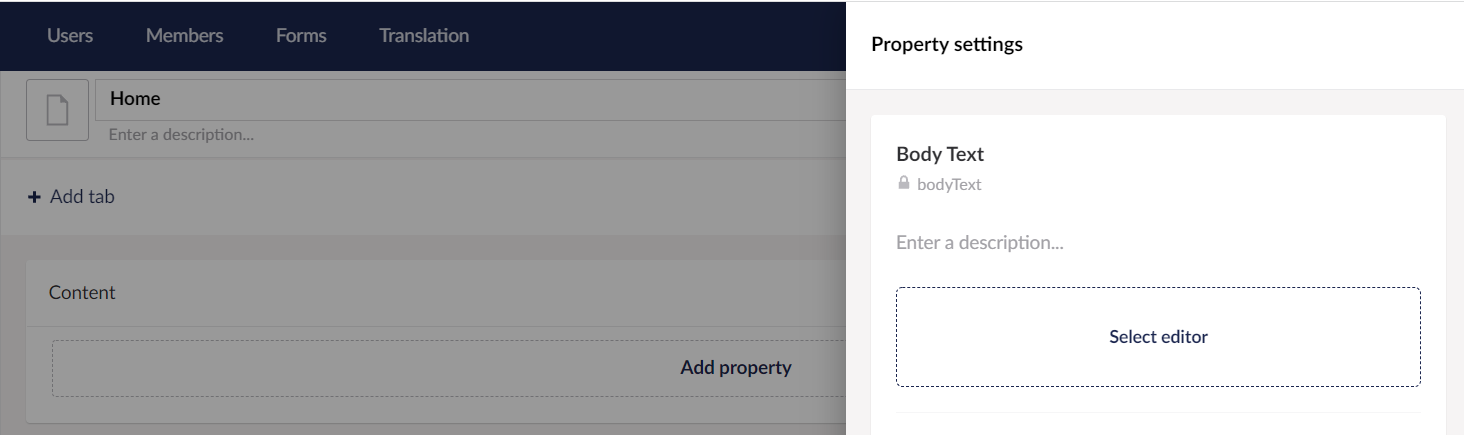 Users Members Forms Translation
Home
Enter a description...
+ Add tab
Content
Add property
Property settings
Body Text
bodyText
Enter a description...
Select editor